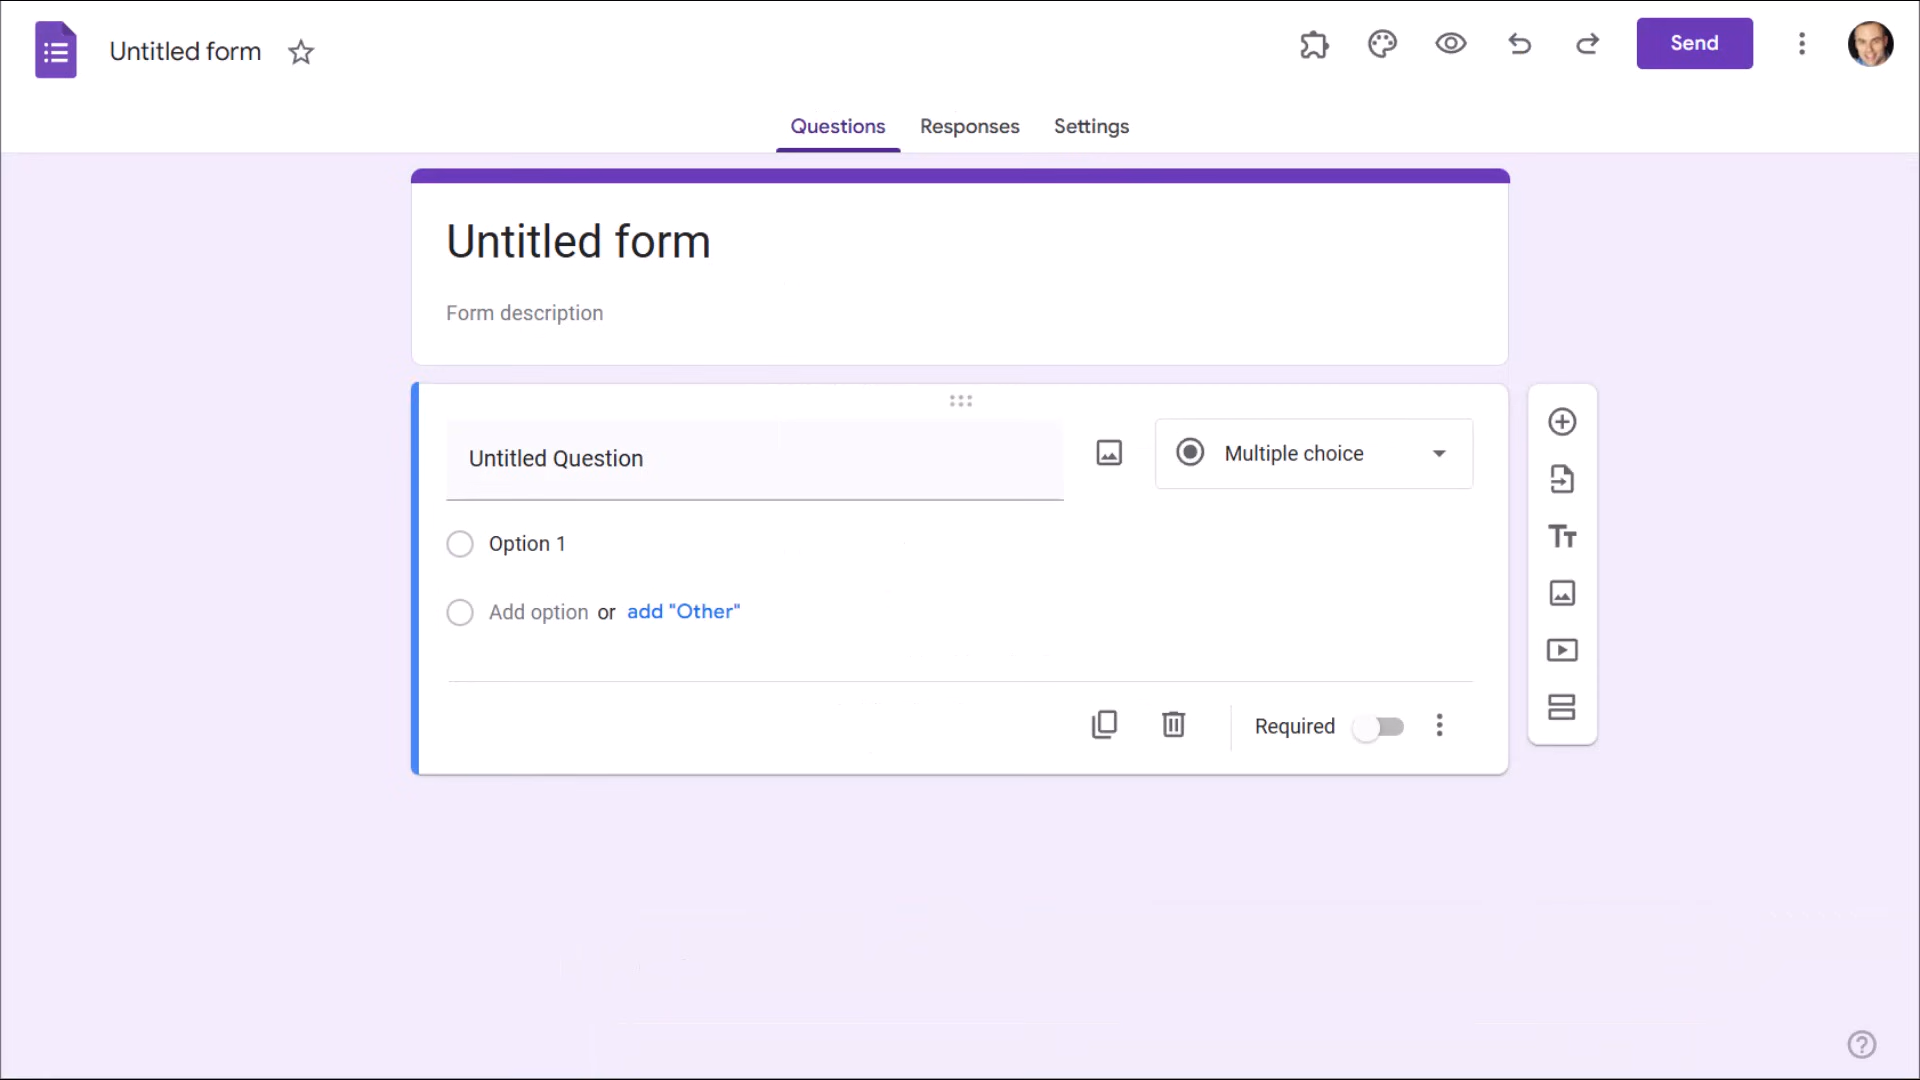 Untitled form
Send
Questions Responses Settings
Untitled form
Form description
Untitled Question
Multiple choice
Option 1
Add option or add "Other"
Required